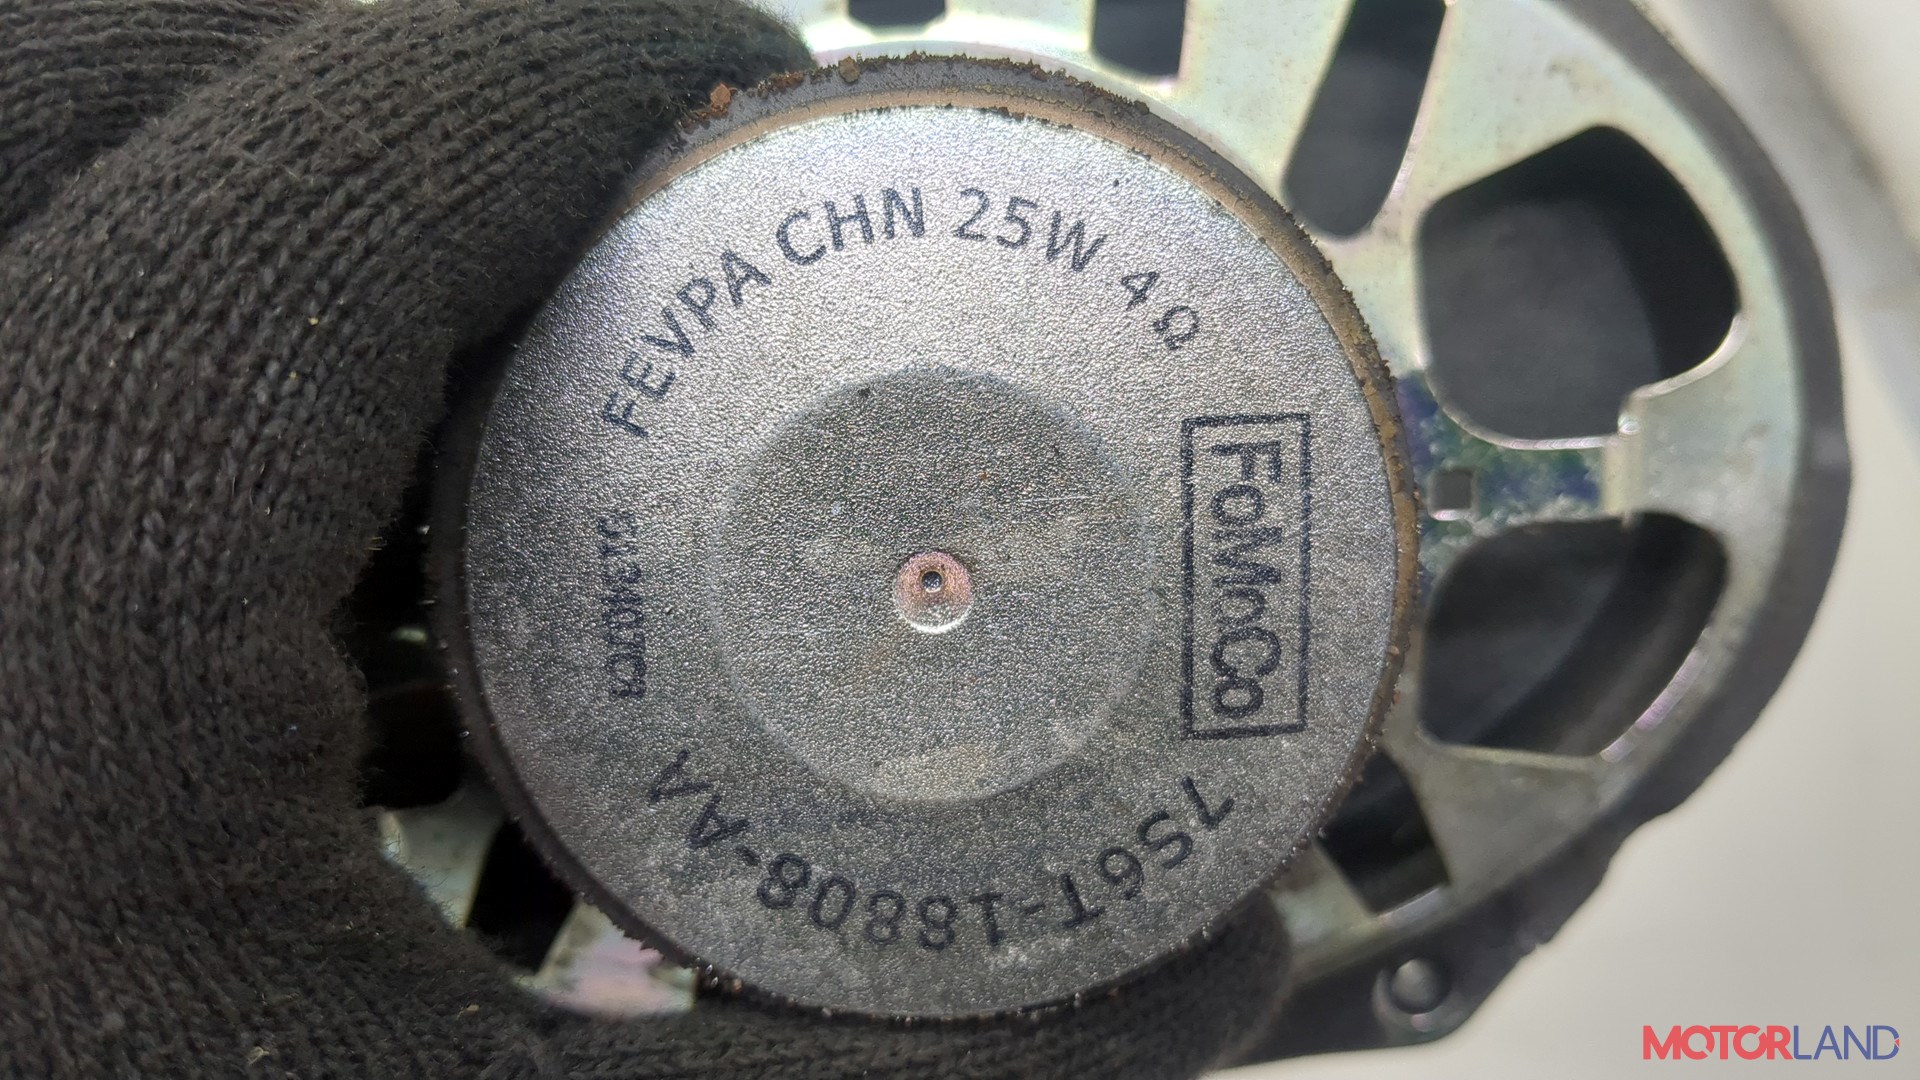 FEVPA CHN 25W 4Ω
FoMoCo
7S6T-18808-AA
MOTORLAND